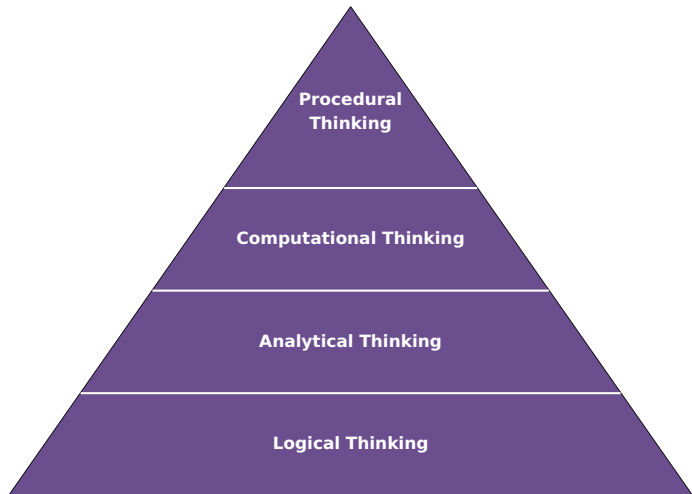 Procedural
Thinking
Computational Thinking
Analytical Thinking
Logical Thinking